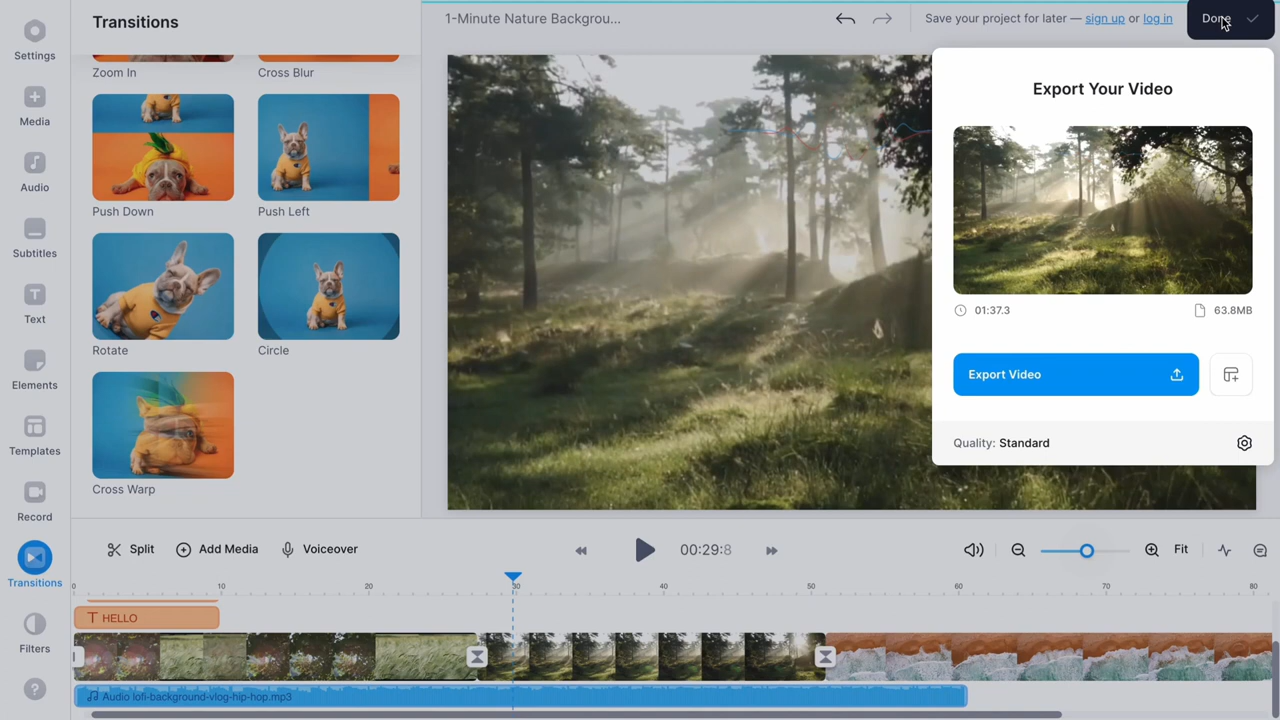 Settings
Media
Audio
Subtitles
Text
Elements
Templates
Record
Transitions
Filters
?
Transitions
Zoom In
Cross Blur
Push Down
Push Left
Rotate
Circle
Cross Warp
1-Minute Nature Backgrou...
Save your project for later — sign up or log in
Done
Export Your Video
01:37.3
63.8MB
Export Video
Quality: Standard
Split
Add Media
Voiceover
00:29:8
Fit
0 10 20 30 40 50 60 70 80
T HELLO
Audio lofi-background-vlog-hip-hop.mp3